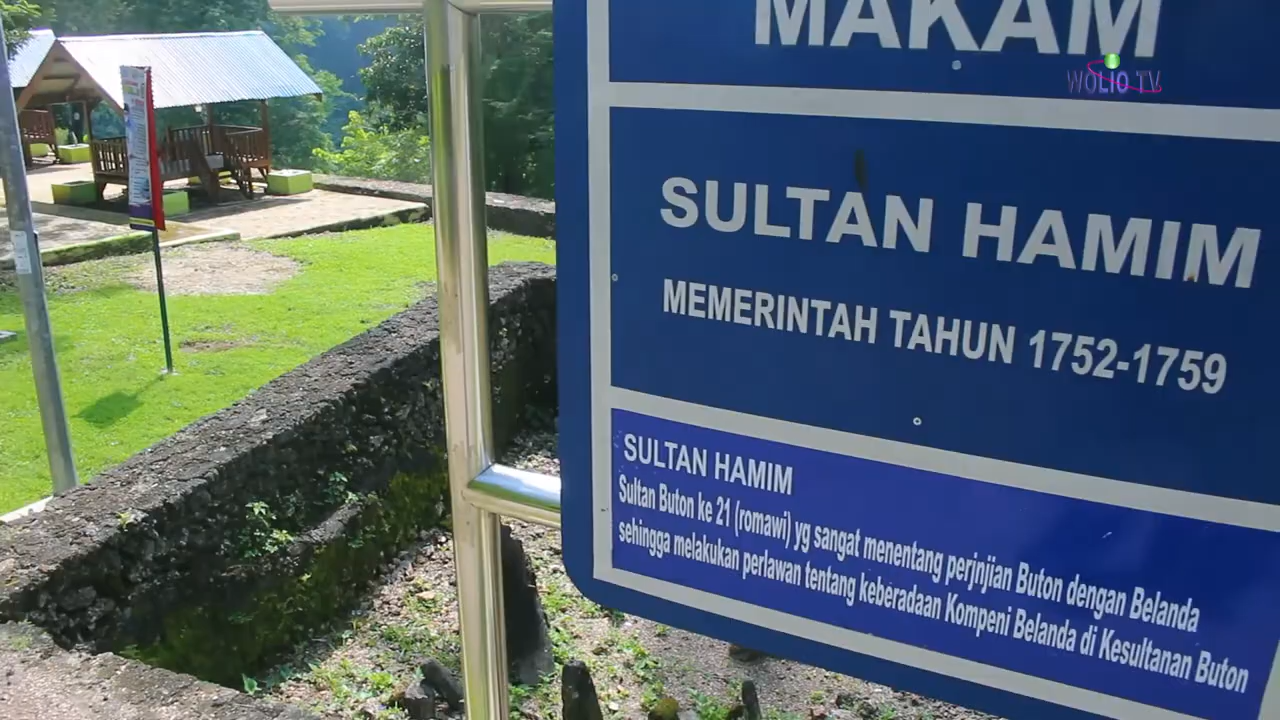 MAKAM
WOLIO TV
SULTAN HAMIM
MEMERINTAH TAHUN 1752-1759
SULTAN HAMIM
Sultan Buton ke 21 (romawi) yg sangat menentang perjnjian Buton dengan Belanda
sehingga melakukan perlawan tentang keberadaan Kompeni Belanda di Kesultanan Buton